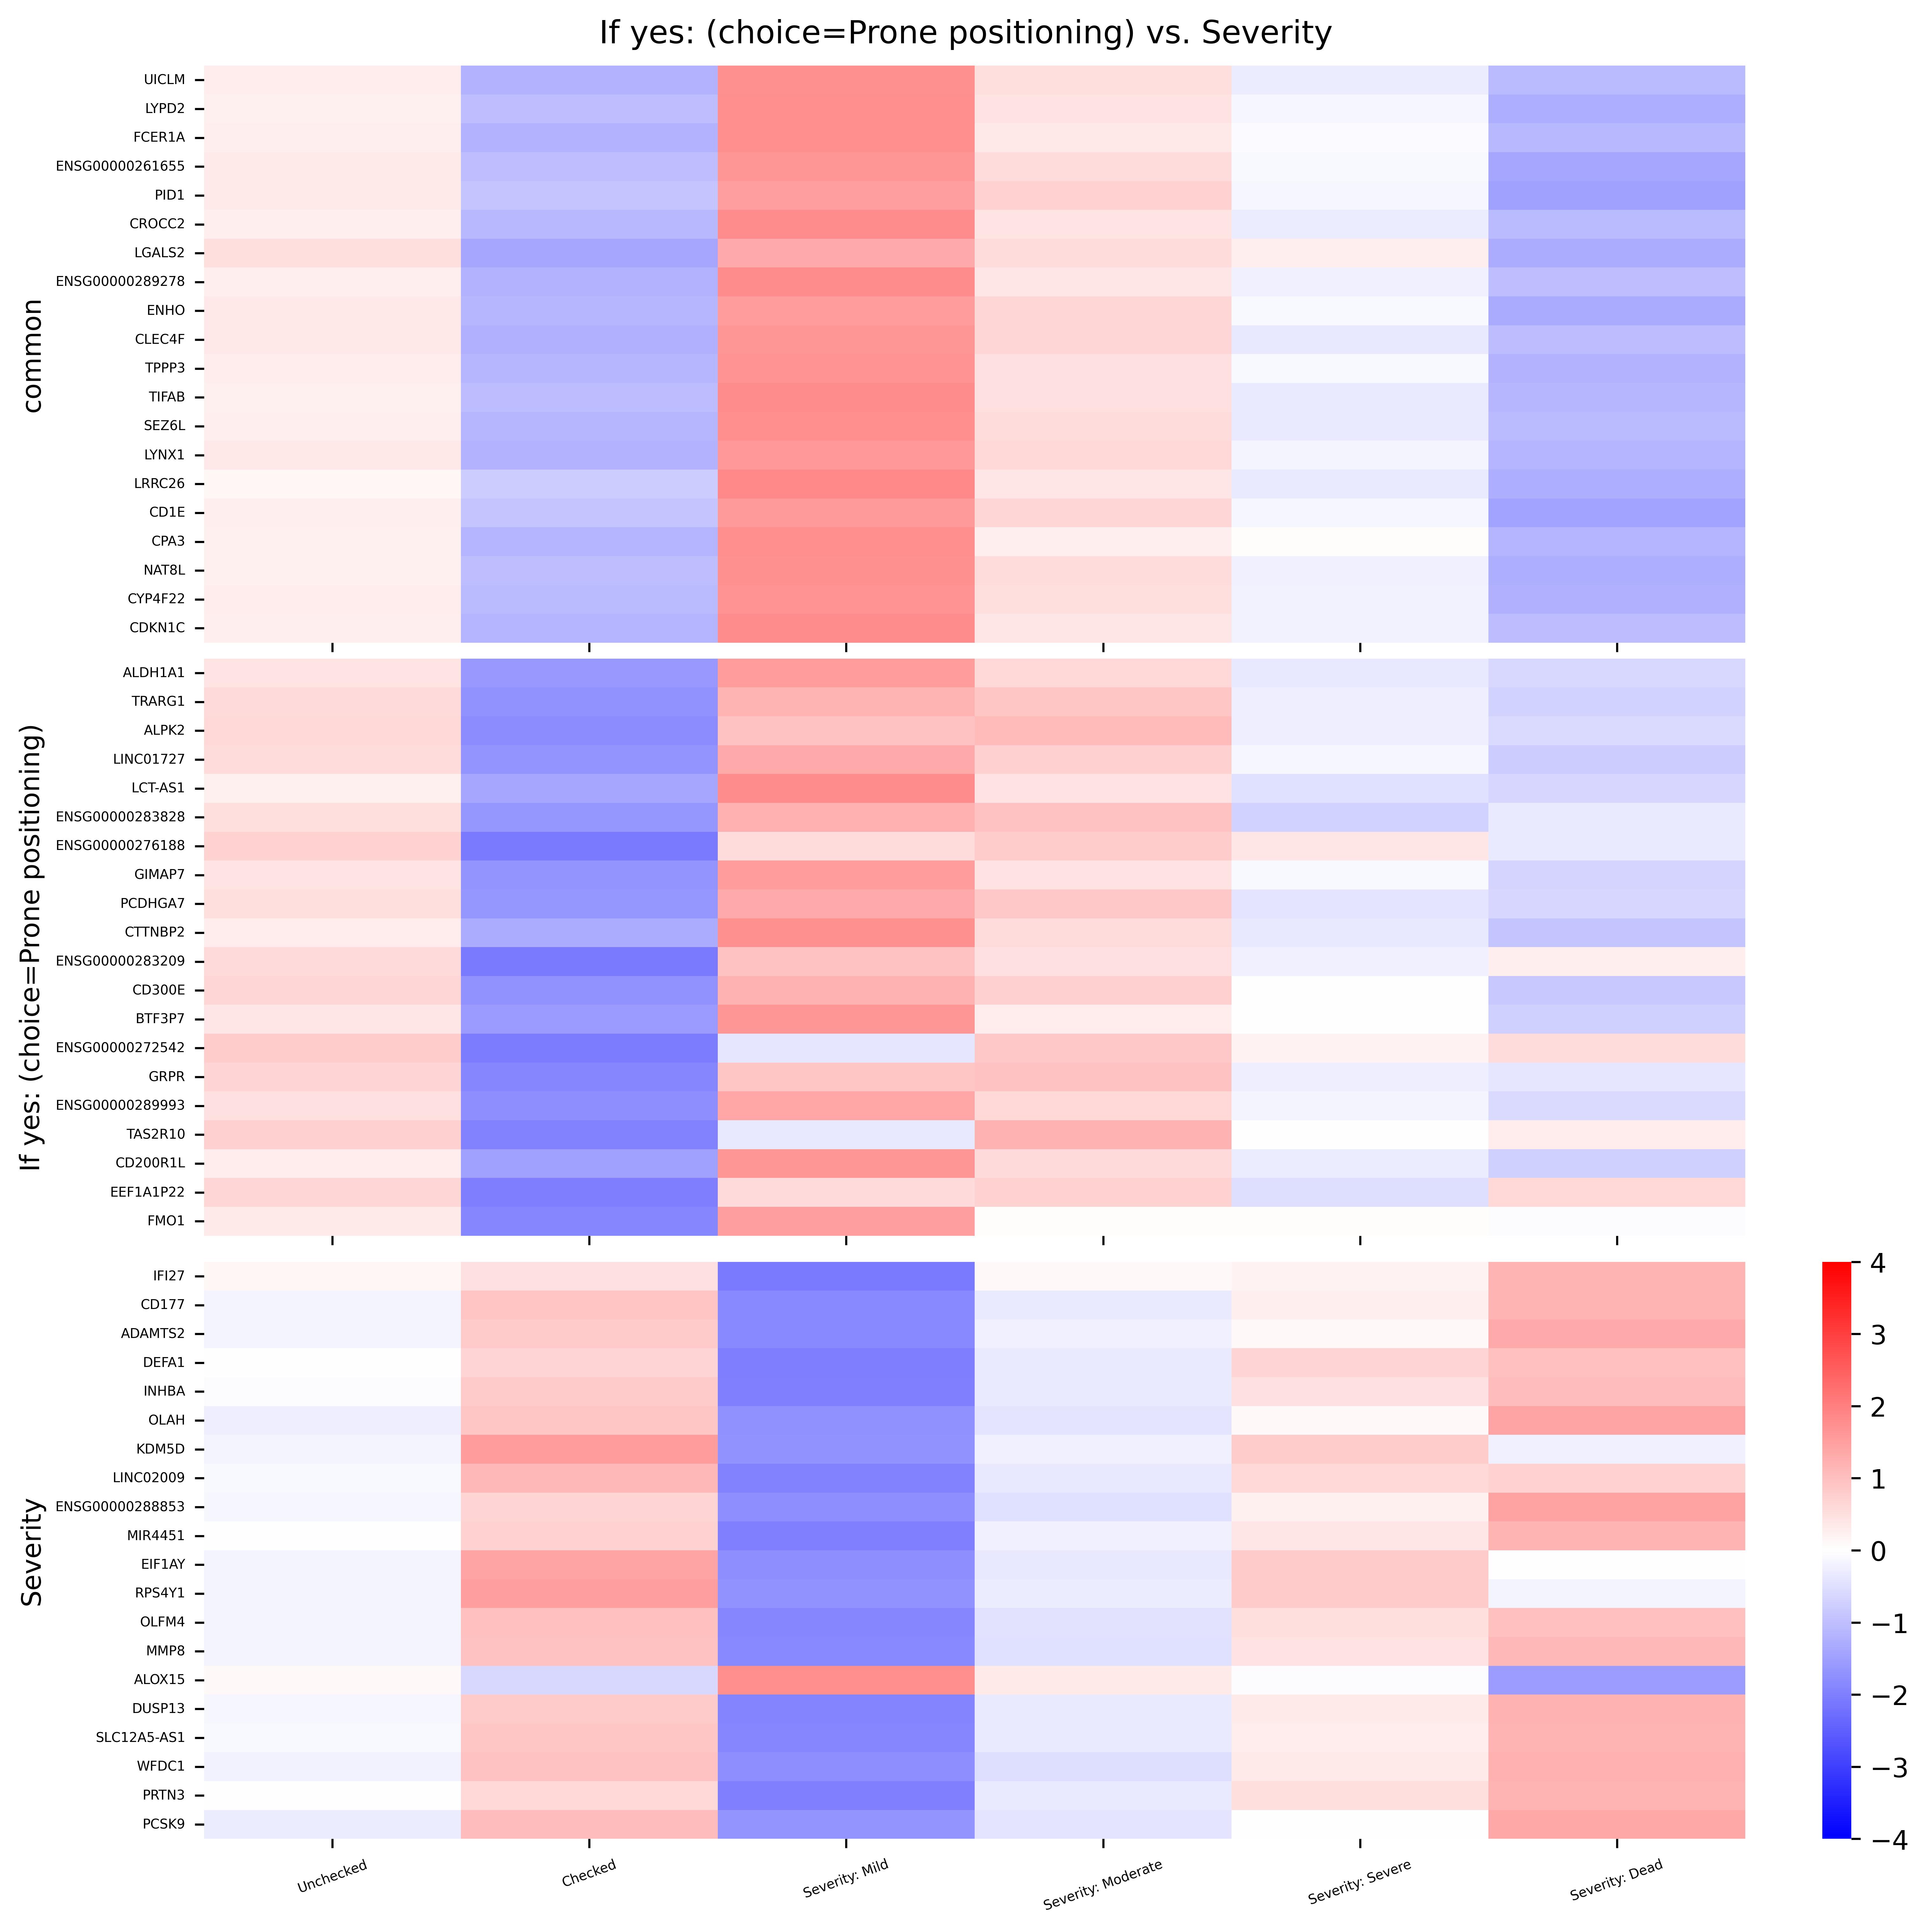 If yes: (choice=Prone positioning) vs. Severity
common
UICLM
LYPD2
FCER1A
ENSG00000261655
PID1
CROCC2
LGALS2
ENSG00000289278
ENHO
CLEC4F
TPPP3
TIFAB
SEZ6L
LYNX1
LRRC26
CD1E
CPA3
NAT8L
CYP4F22
CDKN1C
If yes: (choice=Prone positioning)
ALDH1A1
TRARG1
ALPK2
LINC01727
LCT-AS1
ENSG00000283828
ENSG00000276188
GIMAP7
PCDHGA7
CTTNBP2
ENSG00000283209
CD300E
BTF3P7
ENSG00000272542
GRPR
ENSG00000289993
TAS2R10
CD200R1L
EEF1A1P22
FMO1
Severity
IFI27
CD177
ADAMTS2
DEFA1
INHBA
OLAH
KDM5D
LINC02009
ENSG00000288853
MIR4451
EIF1AY
RPS4Y1
OLFM4
MMP8
ALOX15
DUSP13
SLC12A5-AS1
WFDC1
PRTN3
PCSK9
Unchecked
Checked
Severity: Mild
Severity: Moderate
Severity: Severe
Severity: Dead
4
3
2
1
0
−1
−2
−3
−4